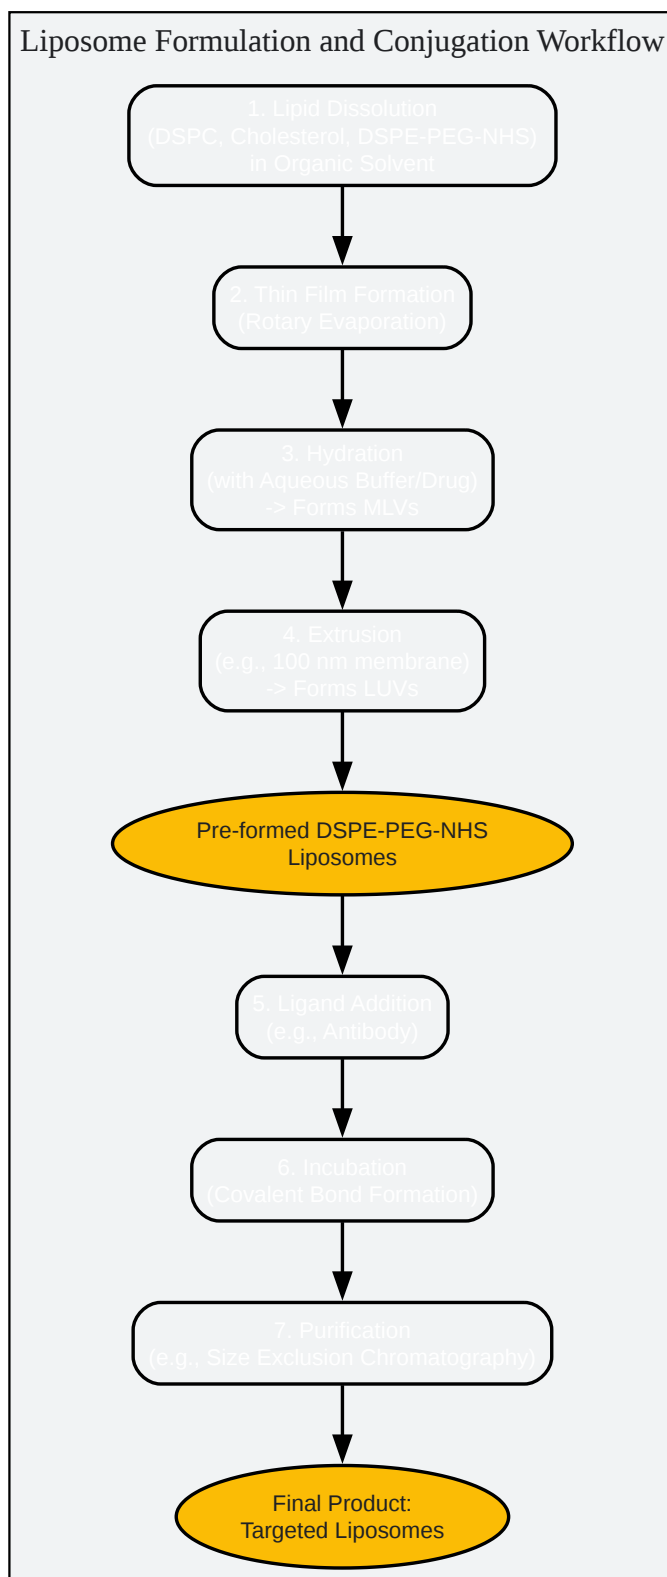 Liposome Formulation and Conjugation Workflow
1. Lipid Dissolution
(DSPC, Cholesterol, DSPE-PEG-NHS)
in Organic Solvent
2. Thin Film Formation
(Rotary Evaporation)
3. Hydration
(with Aqueous Buffer/Drug)
-> Forms MLVs
4. Extrusion
(e.g., 100 nm membrane)
-> Forms LUVs
Pre-formed DSPE-PEG-NHS
Liposomes
5. Ligand Addition
(e.g., Antibody)
6. Incubation
(Covalent Bond Formation)
7. Purification
(e.g., Size Exclusion Chromatography)
Final Product:
Targeted Liposomes